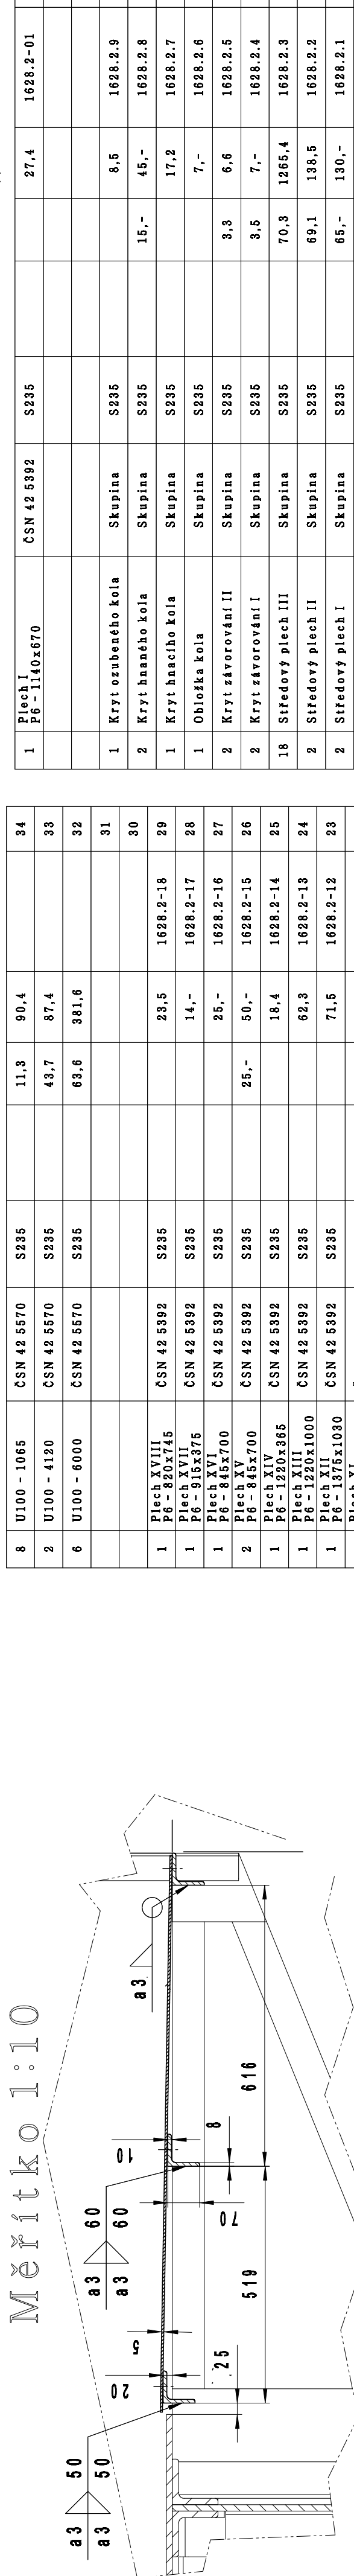 1 Plech I ČSN 42 5392 S235 27,4 1628.2-01
P6 - 1140x670
1 Kryt ozubeného kola Skupina S235 8,5 1628.2.9
2 Kryt hnaného kola Skupina S235 15,- 45,- 1628.2.8
1 Kryt hnacího kola Skupina S235 17,2 1628.2.7
1 Obložka kola Skupina S235 7,- 1628.2.6
2 Kryt závorování II Skupina S235 3,3 6,6 1628.2.5
2 Kryt závorování I Skupina S235 3,5 7,- 1628.2.4
18 Středový plech III Skupina S235 70,3 1265,4 1628.2.3
2 Středový plech II Skupina S235 69,1 138,5 1628.2.2
2 Středový plech I Skupina S235 65,- 130,- 1628.2.1
8 U100 - 1065 ČSN 42 5570 S235 11,3 90,4 34
2 U100 - 4120 ČSN 42 5570 S235 43,7 87,4 33
6 U100 - 6000 ČSN 42 5570 S235 63,6 381,6 32
31
30
1 Plech XVIII ČSN 42 5392 S235 23,5 1628.2-18 29
P6 - 820x745
1 Plech XVII ČSN 42 5392 S235 14,- 1628.2-17 28
P6 - 915x375
1 Plech XVI ČSN 42 5392 S235 25,- 1628.2-16 27
P6 - 845x700
2 Plech XV ČSN 42 5392 S235 25,- 50,- 1628.2-15 26
P6 - 845x700
1 Plech XIV ČSN 42 5392 S235 18,4 1628.2-14 25
P6 - 1220x365
1 Plech XIII ČSN 42 5392 S235 62,3 1628.2-13 24
P6 - 1220x1000
1 Plech XII ČSN 42 5392 S235 71,5 1628.2-12 23
P6 - 1375x1030
Plech XI
Měřítko 1:10
a3 50
a3 50
a3 60
a3 60
a3
20
5
10
25
519
70
8
616